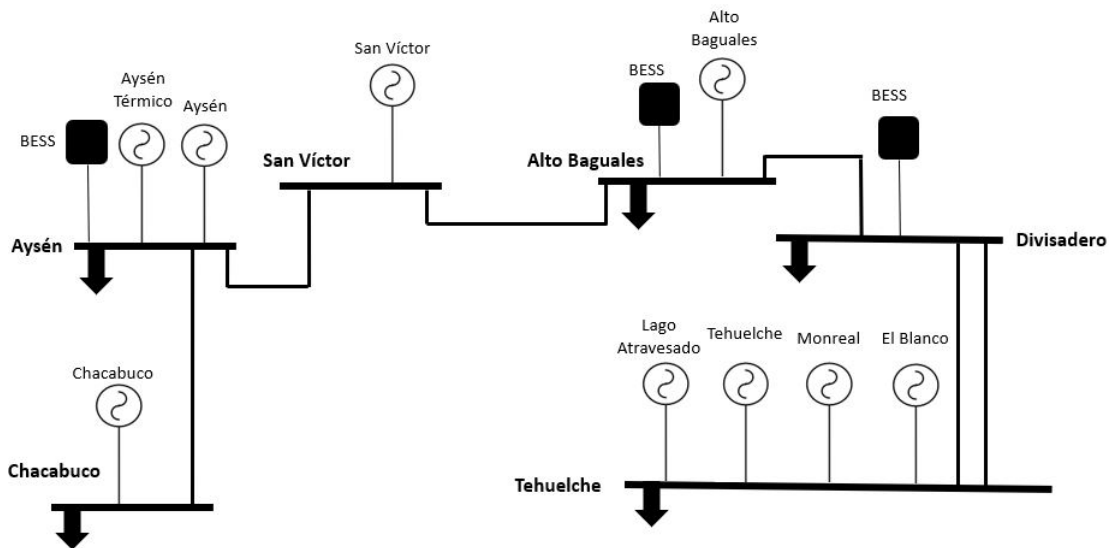 Alto
Baguales
San Víctor
BESS
Aysén
Térmico
Aysén
BESS
BESS
San Víctor
Alto Baguales
Aysén
Divisadero
Lago
Atravesado
Tehuelche
Monreal
El Blanco
Chacabuco
Chacabuco
Tehuelche